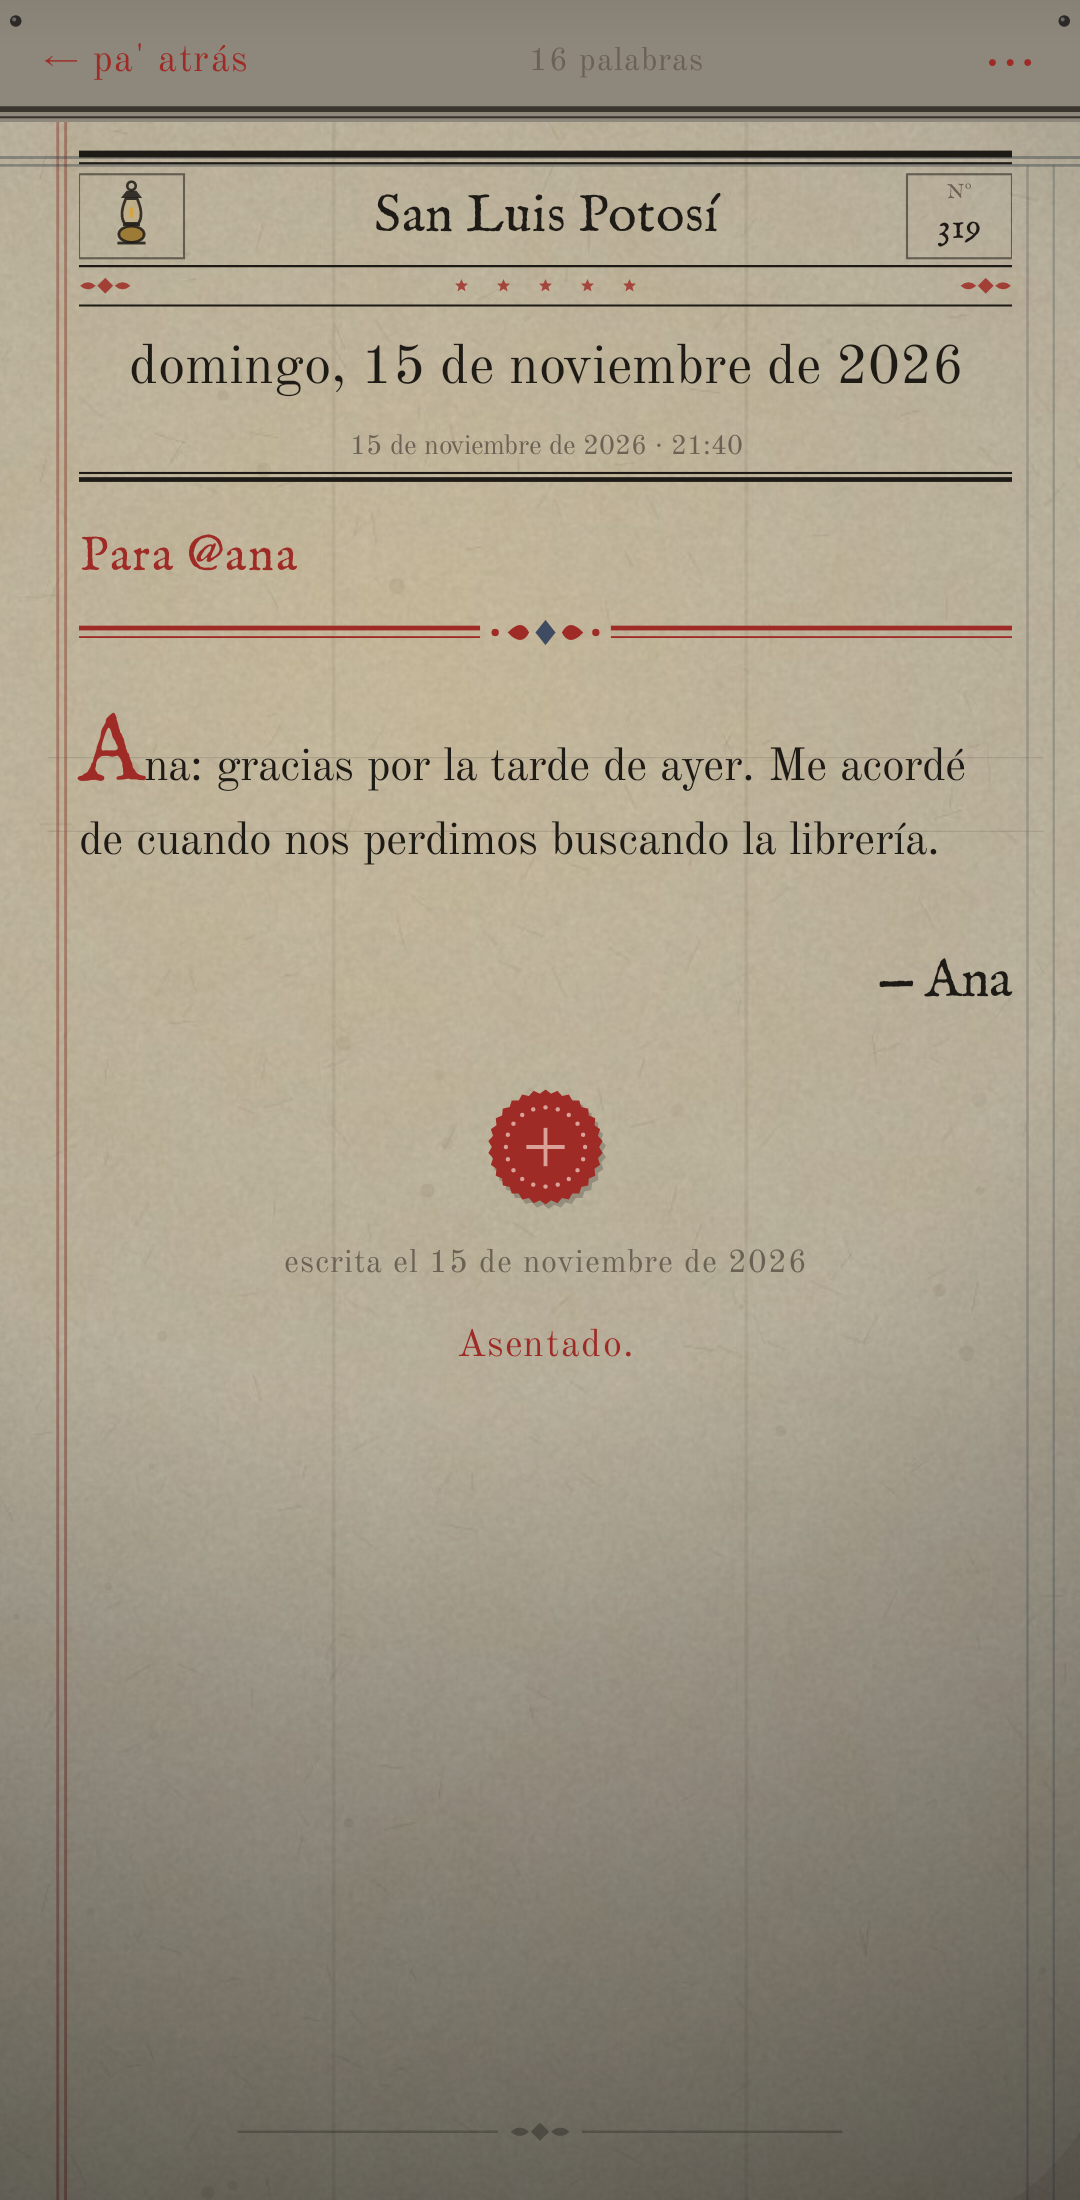 ← pa' atrás
16 palabras
...
San Luis Potosí
Nº
319
domingo, 15 de noviembre de 2026
15 de noviembre de 2026 · 21:40
Para @ana
Ana: gracias por la tarde de ayer. Me acordé
de cuando nos perdimos buscando la librería.
— Ana
escrita el 15 de noviembre de 2026
Asentado.